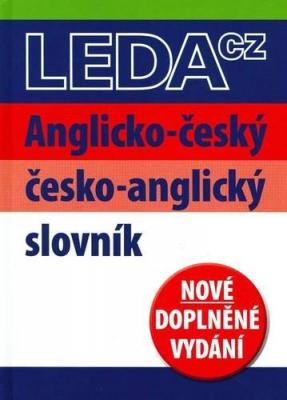 LEDA CZ
Anglicko-český
česko-anglický
slovník
NOVÉ
DOPLNĚNÉ
VYDÁNÍ